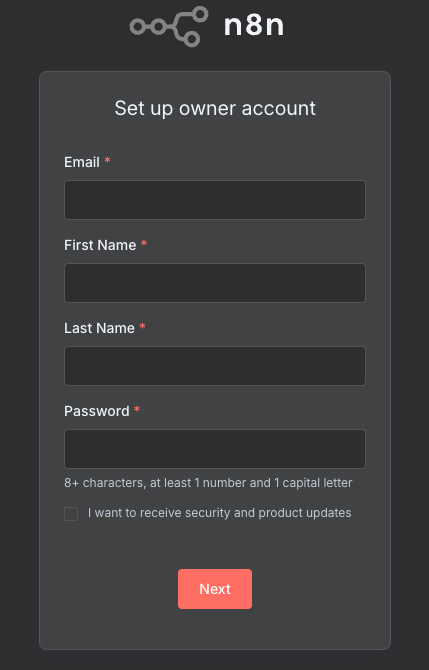 n8n
Set up owner account
Email *
First Name *
Last Name *
Password *
8+ characters, at least 1 number and 1 capital letter
I want to receive security and product updates
Next